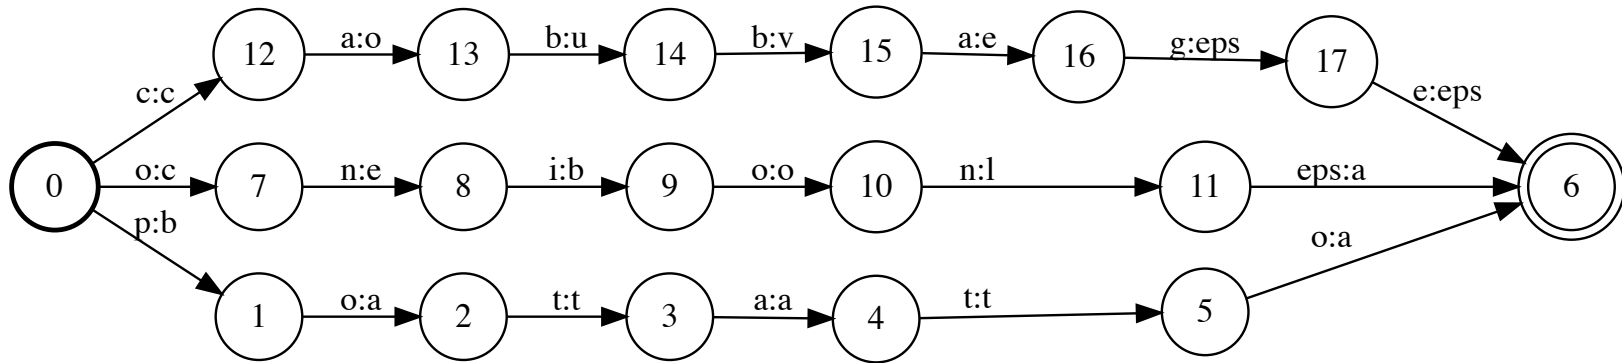 12 a:o 13 b:u 14 b:v 15 a:e 16 g:eps 17
c:c e:eps
0 o:c 7 n:e 8 i:b 9 o:o 10 n:l 11 eps:a 6
p:b o:a
1 o:a 2 t:t 3 a:a 4 t:t 5